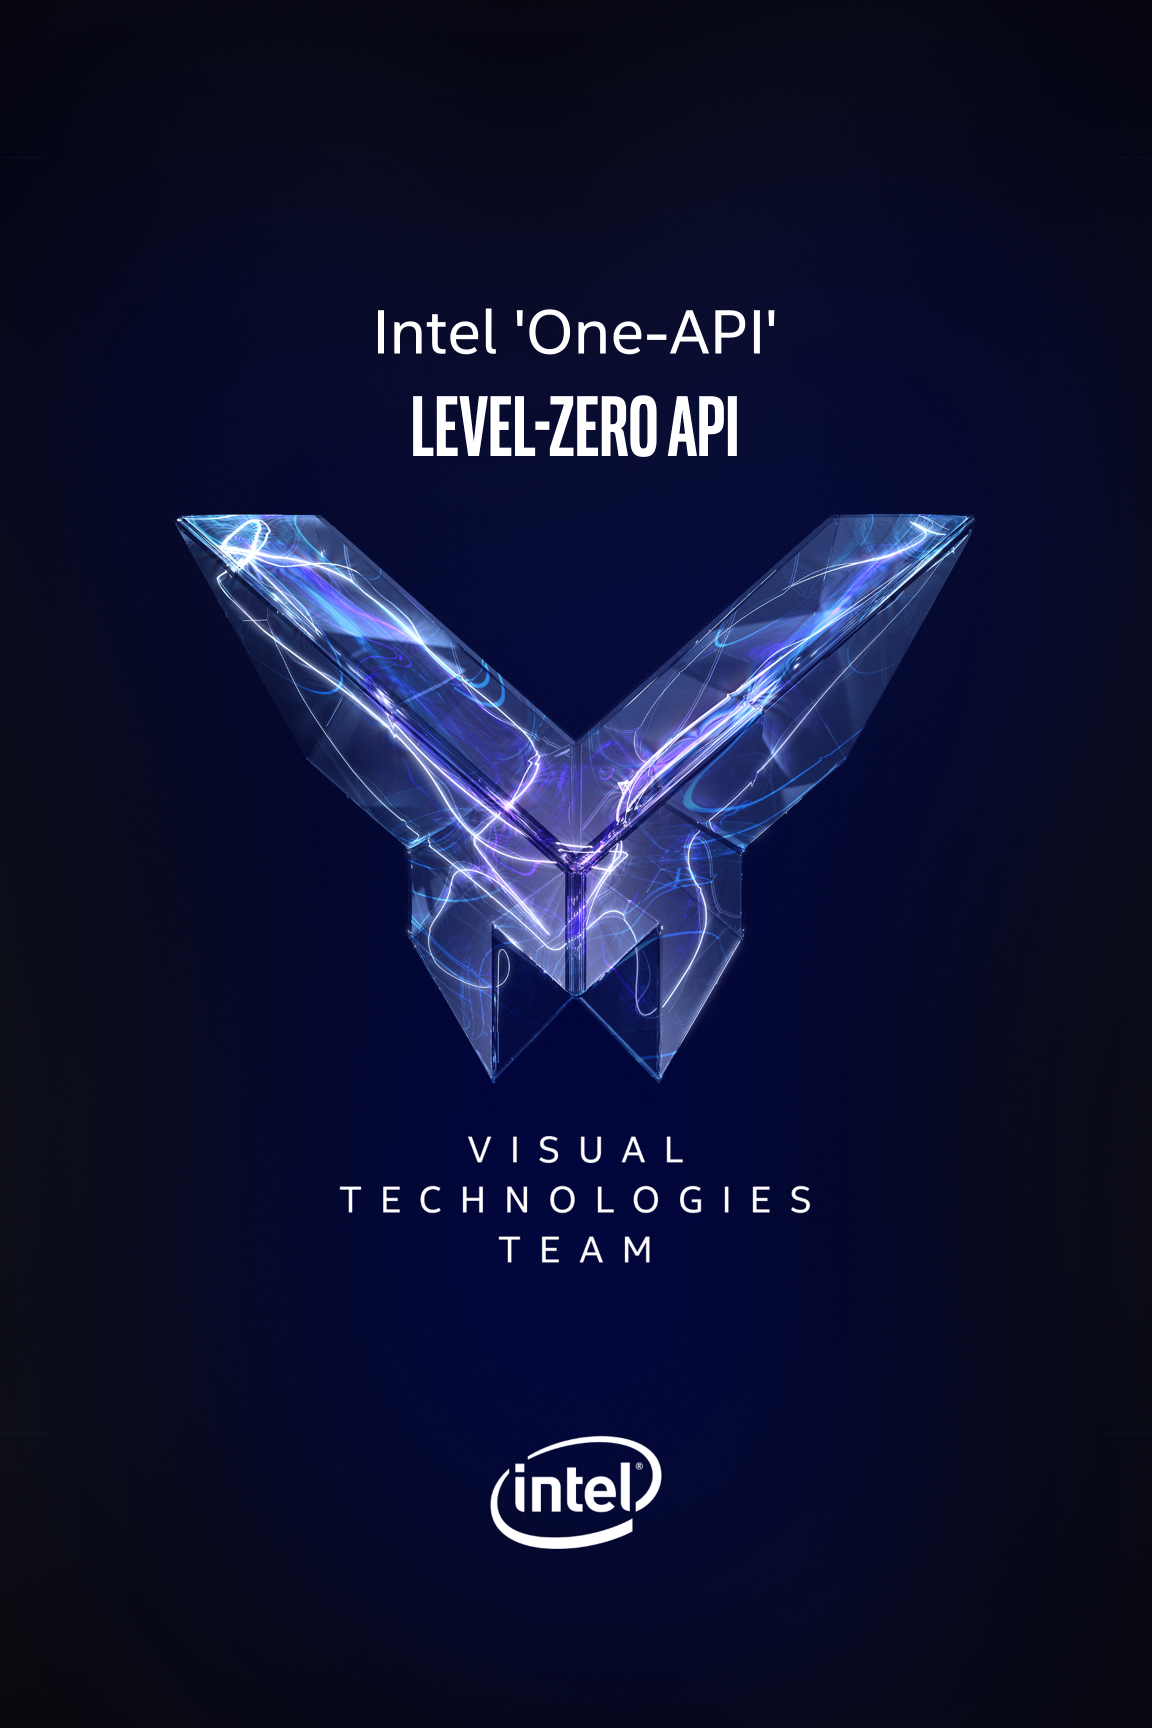 Intel 'One-API'
LEVEL-ZERO API
VISUAL
TECHNOLOGIES
TEAM
intel®